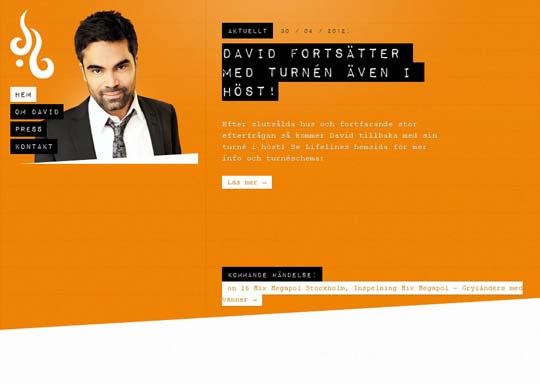 HEM
OM DAVID
PRESS
KONTAKT
AKTUELLT 30 / 04 / 2012:
DAVID FORTSÄTTER
MED TURNÉN ÄVEN I
HÖST!
Efter slutsålda hus och fortfarande stor
efterfrågan så kommer David tillbaka med sin
turné i höst! Se Lifelines hemsida för mer
info och turnéschema:
Läs mer →
KOMMANDE HÄNDELSE:
on 16 Mix Megapol Stockholm, Inspelning Mix Megapol – Gry&Anders med
vänner →